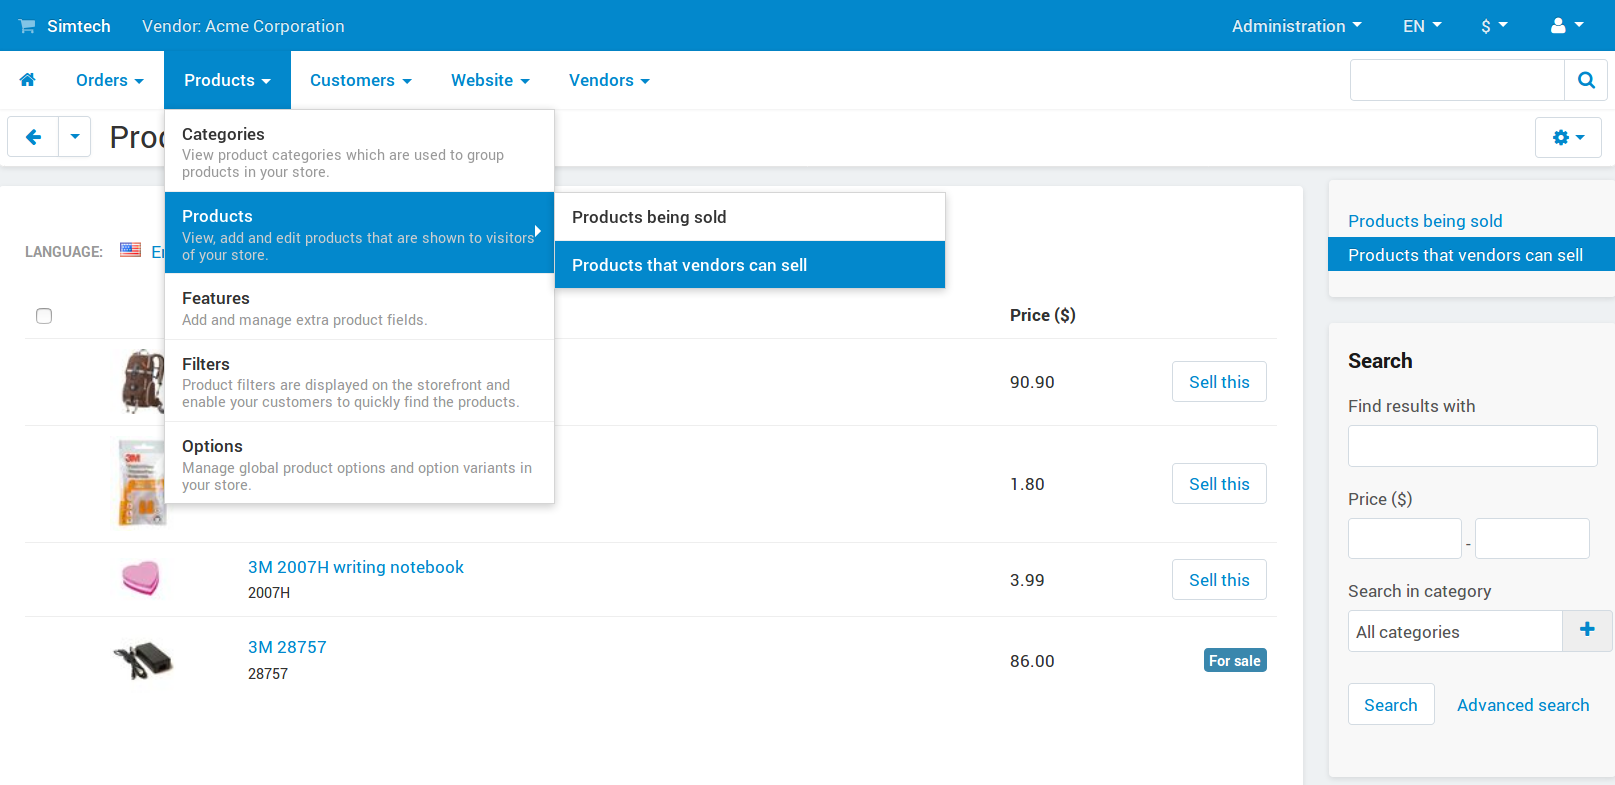 Simtech
Vendor: Acme Corporation
Administration
EN
$
Orders
Products
Customers
Website
Vendors
Categories
View product categories which are used to group
products in your store.
Products
View, add and edit products that are shown to visitors
of your store.
Products being sold
Products that vendors can sell
Features
Add and manage extra product fields.
Filters
Product filters are displayed on the storefront and
enable your customers to quickly find the products.
Options
Manage global product options and option variants in
your store.
LANGUAGE:
Price ($)
90.90
Sell this
3M
1.80
Sell this
3M 2007H writing notebook
2007H
3.99
Sell this
3M 28757
28757
86.00
For sale
Products being sold
Products that vendors can sell
Search
Find results with
Price ($)
-
Search in category
All categories
Search
Advanced search